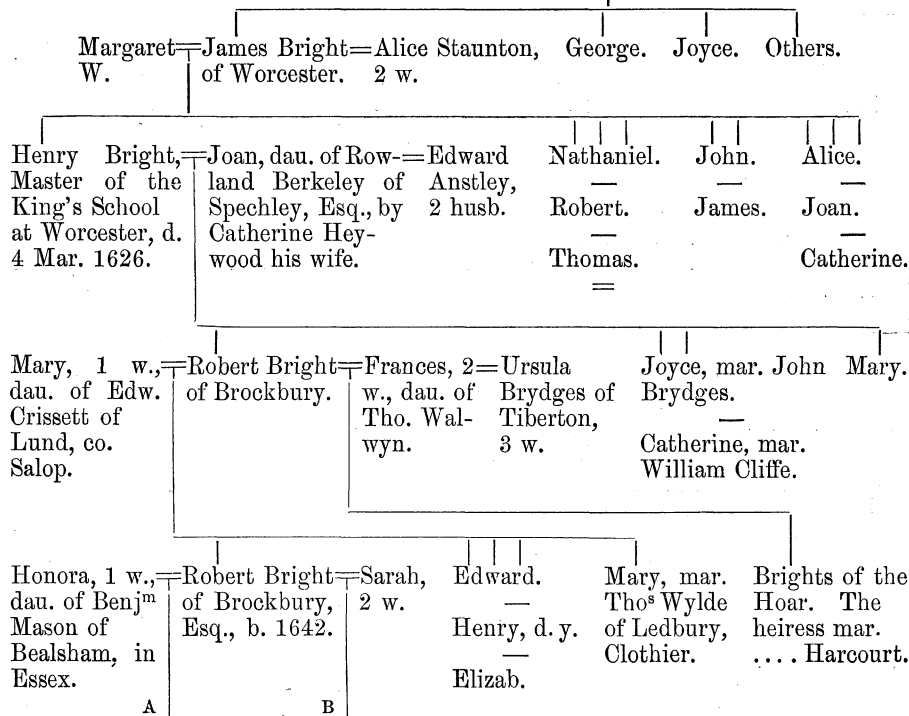 Margaret=James Bright=Alice Staunton, George. Joyce. Others.
W. of Worcester. 2 w.
Henry Bright,=Joan, dau. of Row-=Edward Nathaniel. John. Alice.
Master of the land Berkeley of Anstley, — — —
King's School Spechley, Esq., by 2 husb. Robert. James. Joan.
at Worcester, d. Catherine Hey- — —
4 Mar. 1626. wood his wife. Thomas. Catherine.
=
Mary, 1 w.,=Robert Bright=Frances, 2=Ursula Joyce, mar. John Mary.
dau. of Edw. of Brockbury. w., dau. of Brydges of Brydges.
Crissett of Tho. Wal- Tiberton, —
Lund, co. wyn. 3 w. Catherine, mar.
Salop. William Cliffe.
Honora, 1 w.,=Robert Bright=Sarah, Edward. Mary, mar. Brights of the
dau. of Benjᵐ of Brockbury, 2 w. — Thoˢ Wylde Hoar. The
Mason of Esq., b. 1642. Henry, d. y. of Ledbury, heiress mar.
Bealsham, in — Clothier. .... Harcourt.
Essex. Elizab.
A B